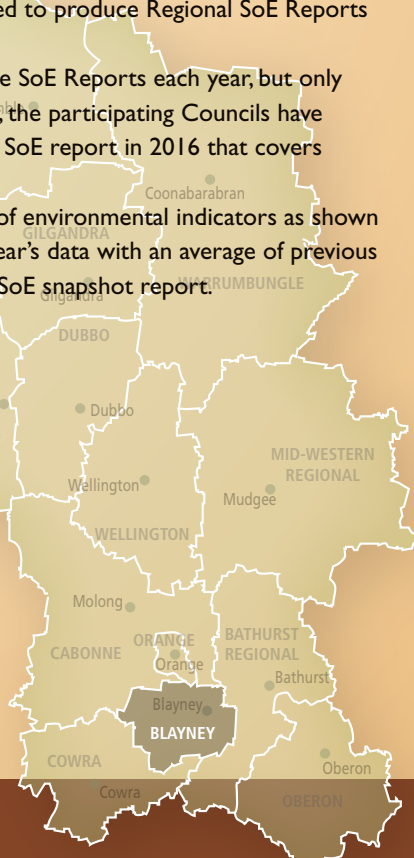 ed to produce Regional SoE Reports
e SoE Reports each year, but only
, the participating Councils have
SoE report in 2016 that covers
Coonabarabran
of environmental indicators as shown
GILGANDRA
ear's data with an average of previous
WARRUMBUNGLE
SoE snapshot report.
Gilgandra
DUBBO
Dubbo
MID-WESTERN
REGIONAL
Wellington
Mudgee
WELLINGTON
Molong
ORANGE
BATHURST
REGIONAL
CABONNE
Orange
Bathurst
Blayney
BLAYNEY
COWRA
Oberon
Cowra
OBERON